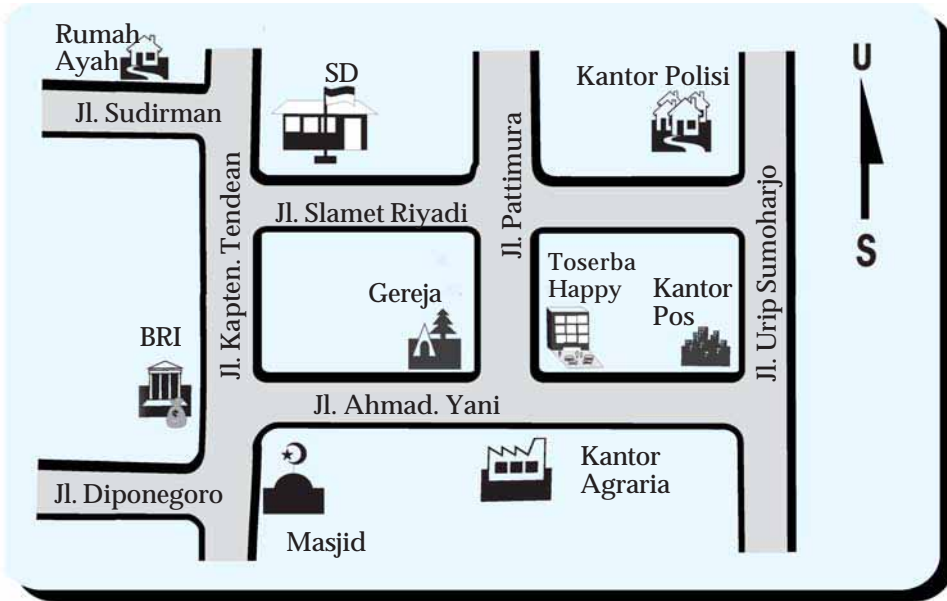 Rumah
Ayah
Jl. Sudirman
SD
Kantor Polisi
U
S
Jl. Kapten. Tendean
Jl. Slamet Riyadi
Jl. Pattimura
Jl. Urip Sumoharjo
Gereja
Toserba
Happy
Kantor
Pos
BRI
Jl. Ahmad. Yani
Jl. Diponegoro
Masjid
Kantor
Agraria